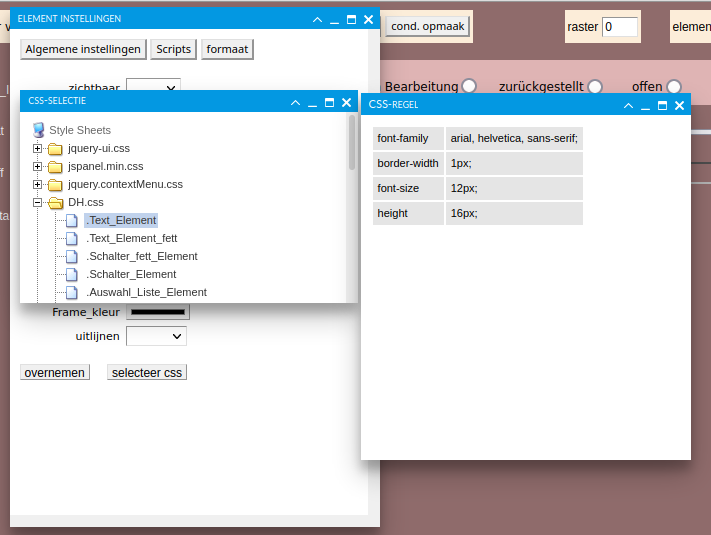 ELEMENT INSTELLINGEN
cond. opmaak
raster 0
elemen
Algemene instellingen Scripts formaat
zichtbaar
Bearbeitung zurückgestellt offen
CSS-SELECTIE
CSS-REGEL
Style Sheets
jquery-ui.css
jspanel.min.css
jquery.contextMenu.css
DH.css
.Text_Element
.Text_Element_fett
.Schalter_fett_Element
.Schalter_Element
.Auswahl_Liste_Element
font-family arial, helvetica, sans-serif;
border-width 1px;
font-size 12px;
height 16px;
Frame_kleur
uitlijnen
overnemen selecteer css